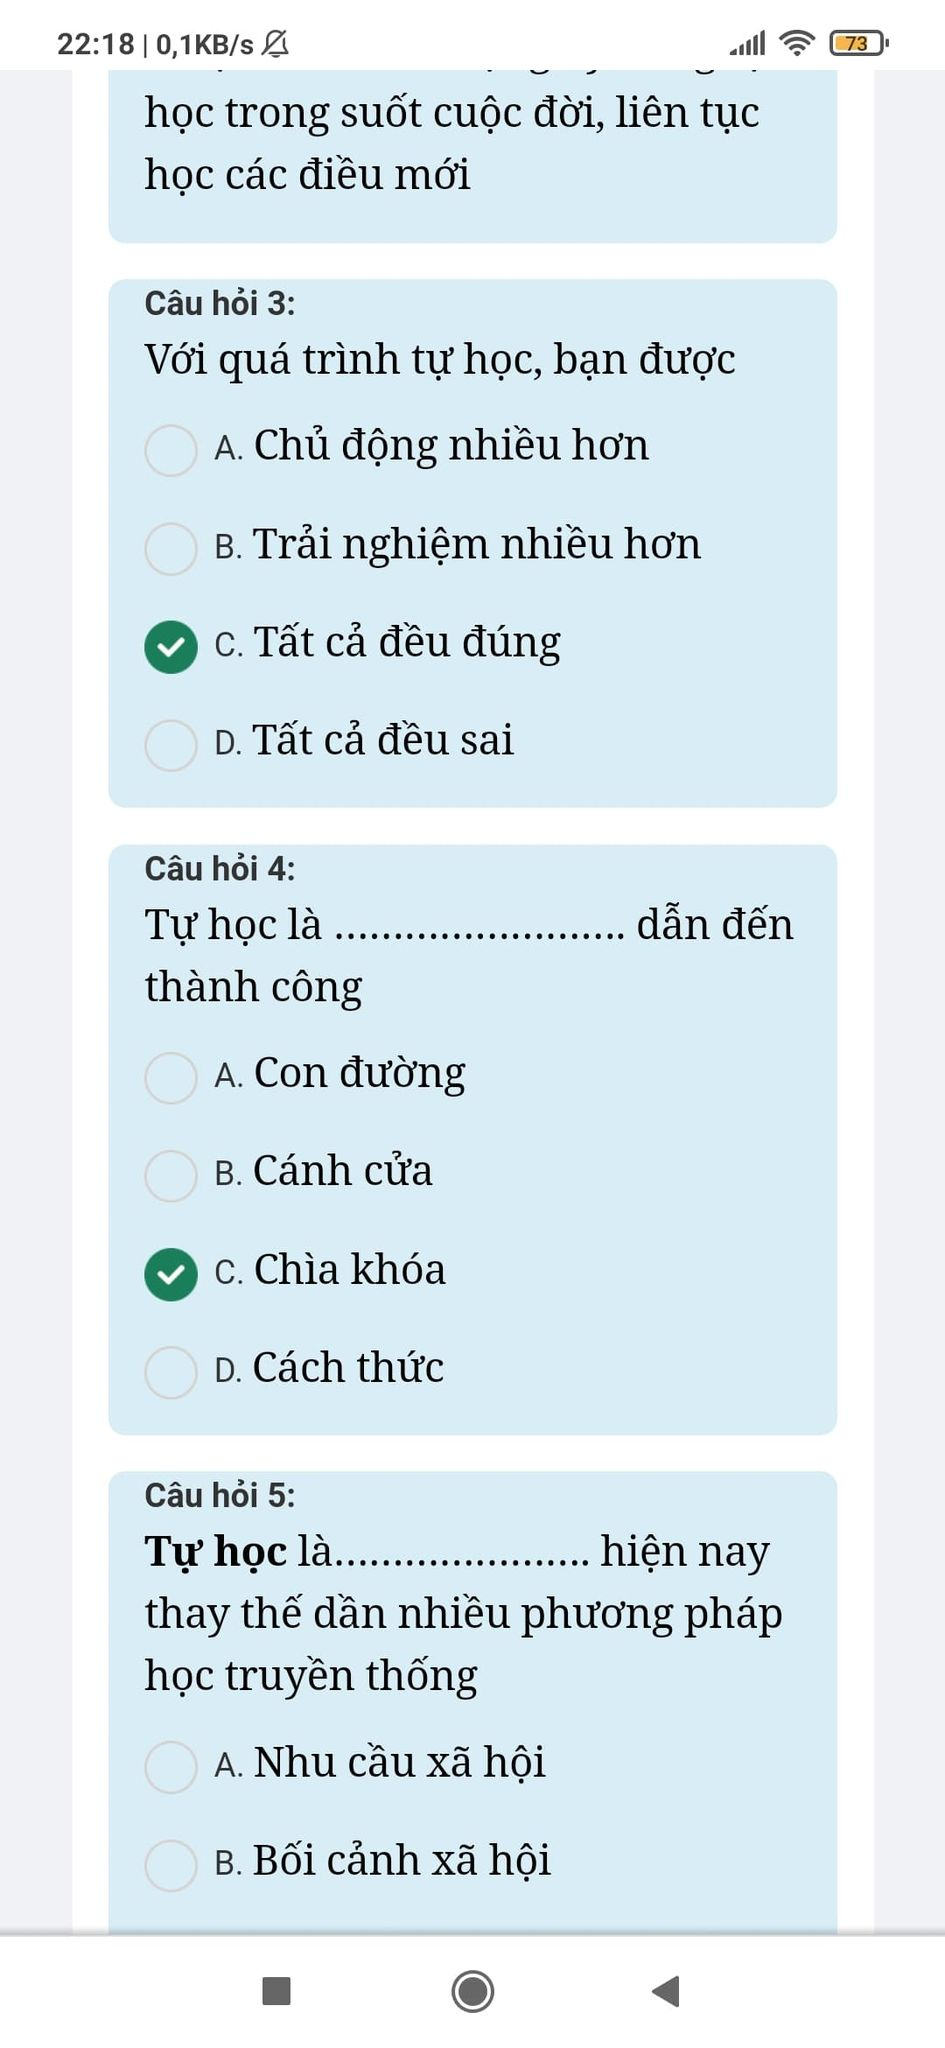 22:18 | 0,1KB/s
73
học trong suốt cuộc đời, liên tục
học các điều mới
Câu hỏi 3:
Với quá trình tự học, bạn được
A. Chủ động nhiều hơn
B. Trải nghiệm nhiều hơn
C. Tất cả đều đúng
D. Tất cả đều sai
Câu hỏi 4:
Tự học là ......................... dẫn đến
thành công
A. Con đường
B. Cánh cửa
C. Chìa khóa
D. Cách thức
Câu hỏi 5:
Tự học là...................... hiện nay
thay thế dần nhiều phương pháp
học truyền thống
A. Nhu cầu xã hội
B. Bối cảnh xã hội